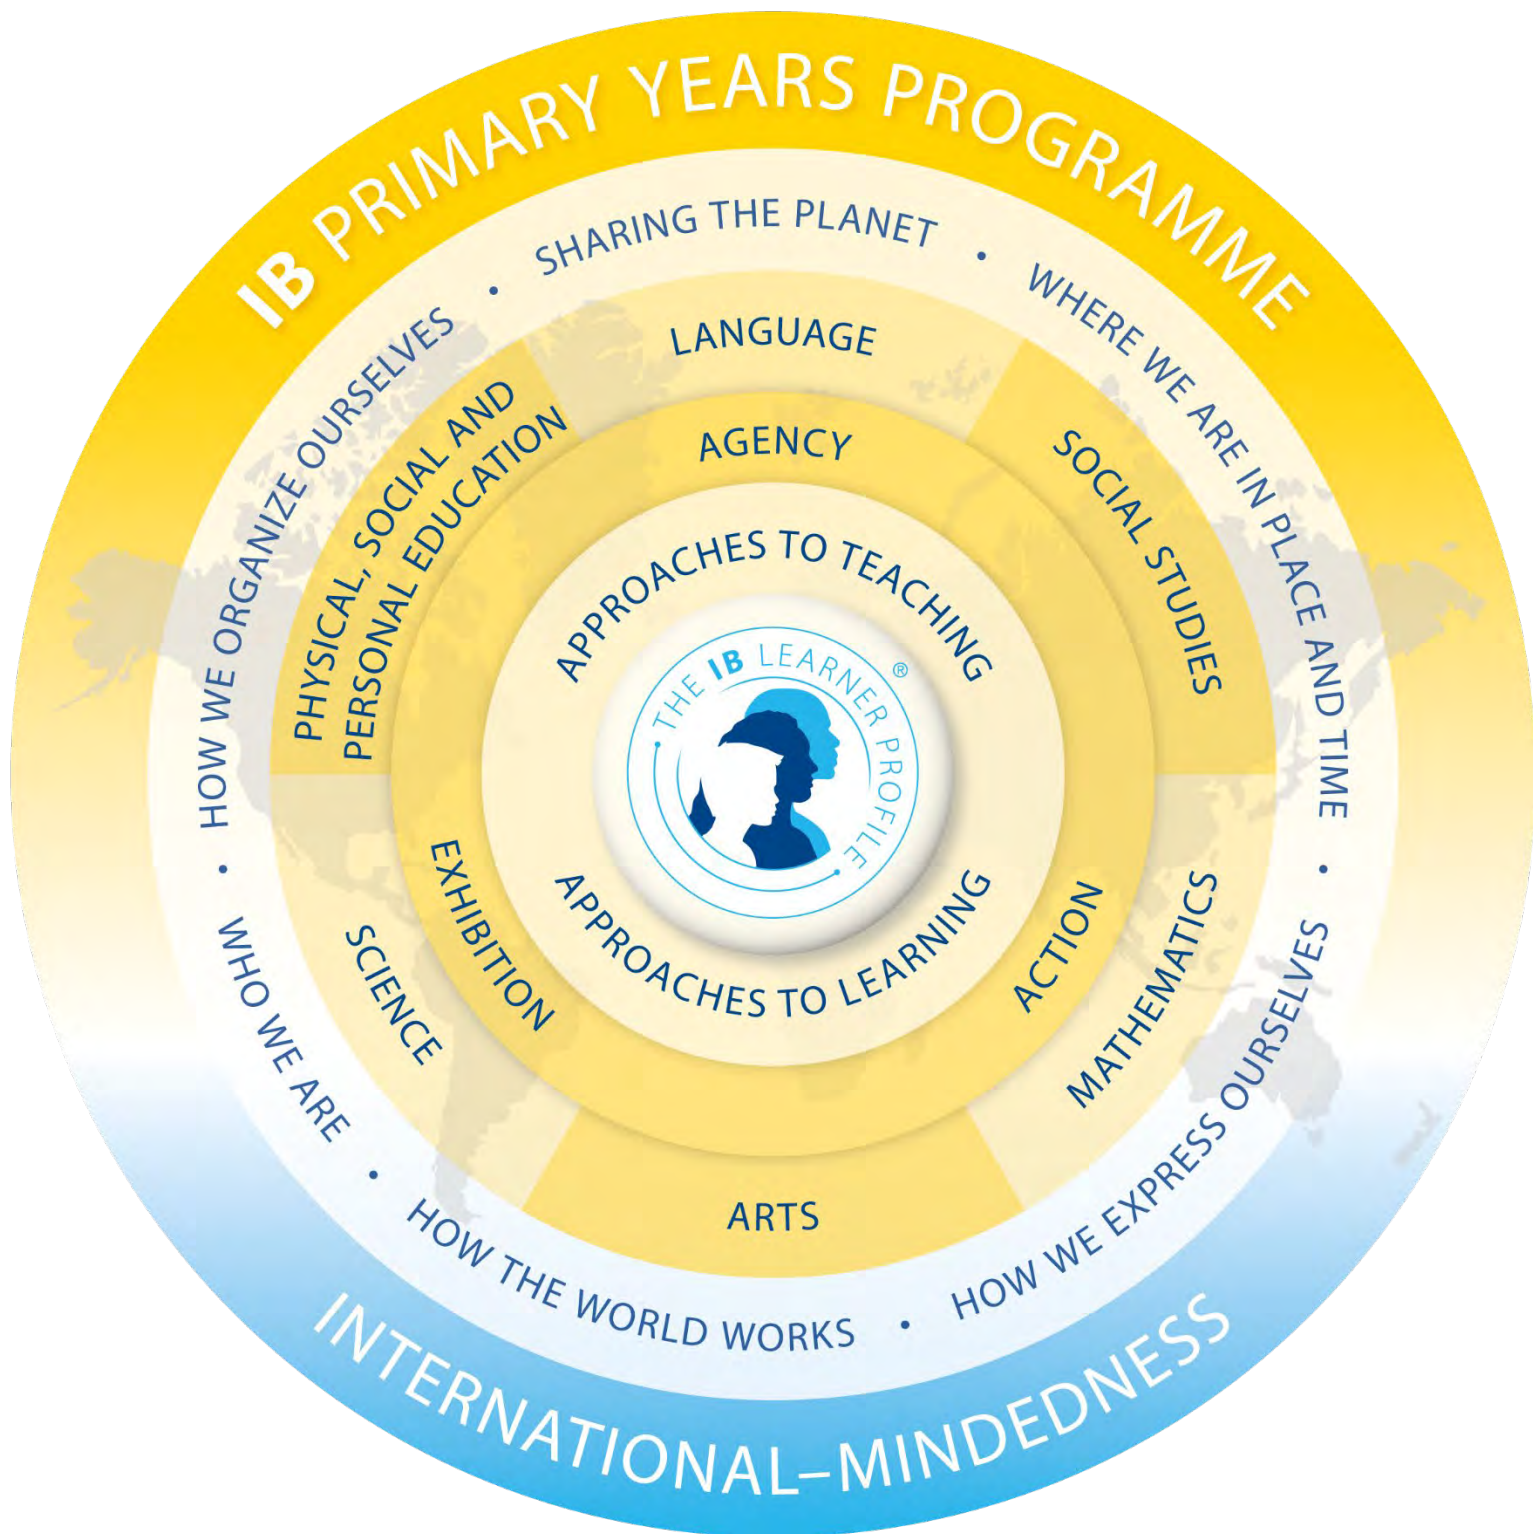 IB PRIMARY YEARS PROGRAMME
SHARING THE PLANET
•
WHERE WE ARE IN PLACE AND TIME
•
HOW WE EXPRESS OURSELVES
•
HOW THE WORLD WORKS
•
WHO WE ARE
•
HOW WE ORGANIZE OURSELVES
•
LANGUAGE
SOCIAL STUDIES
MATHEMATICS
ARTS
SCIENCE
PHYSICAL, SOCIAL AND
PERSONAL EDUCATION
AGENCY
ACTION
EXHIBITION
APPROACHES TO TEACHING
THE IB LEARNER PROFILE ®
APPROACHES TO LEARNING
INTERNATIONAL–MINDEDNESS